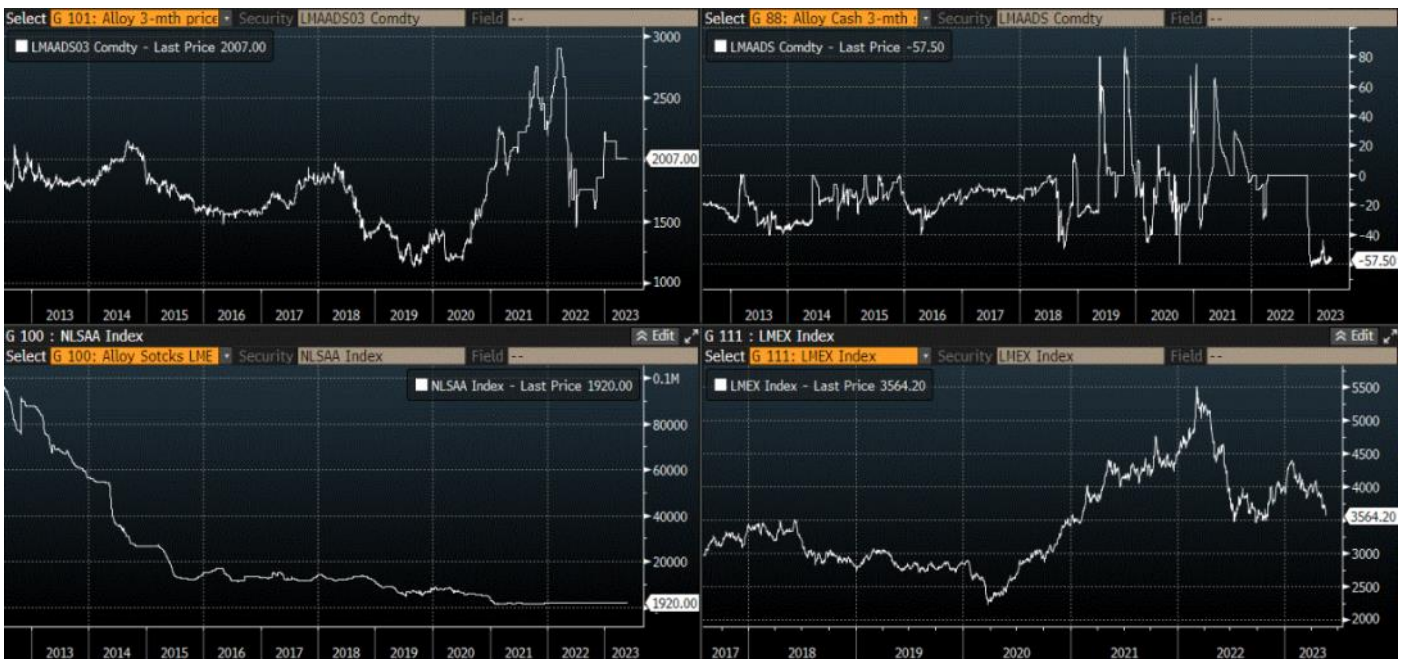 Select G 101: Alloy 3-mth price Security LMAADS03 Comdty Field --
LMAADS03 Comdty - Last Price 2007.00
3000
2500
2007.00
1500
1000
2013 2014 2015 2016 2017 2018 2019 2020 2021 2022 2023
Select G 88: Alloy Cash 3-mth Security LMAADS Comdty Field --
LMAADS Comdty - Last Price -57.50
80
60
40
20
0
-20
-40
-57.50
2013 2014 2015 2016 2017 2018 2019 2020 2021 2022 2023
G 100 : NLSAA Index Edit
Select G 100: Alloy Sotcks LME Security NLSAA Index Field --
NLSAA Index - Last Price 1920.00
0.1M
80000
60000
40000
20000
1920.00
2013 2014 2015 2016 2017 2018 2019 2020 2021 2022 2023
G 111 : LMEX Index Edit
Select G 111: LMEX Index Security LMEX Index Field --
LMEX Index - Last Price 3564.20
5500
5000
4500
4000
3564.20
3000
2500
2000
2017 2018 2019 2020 2021 2022 2023